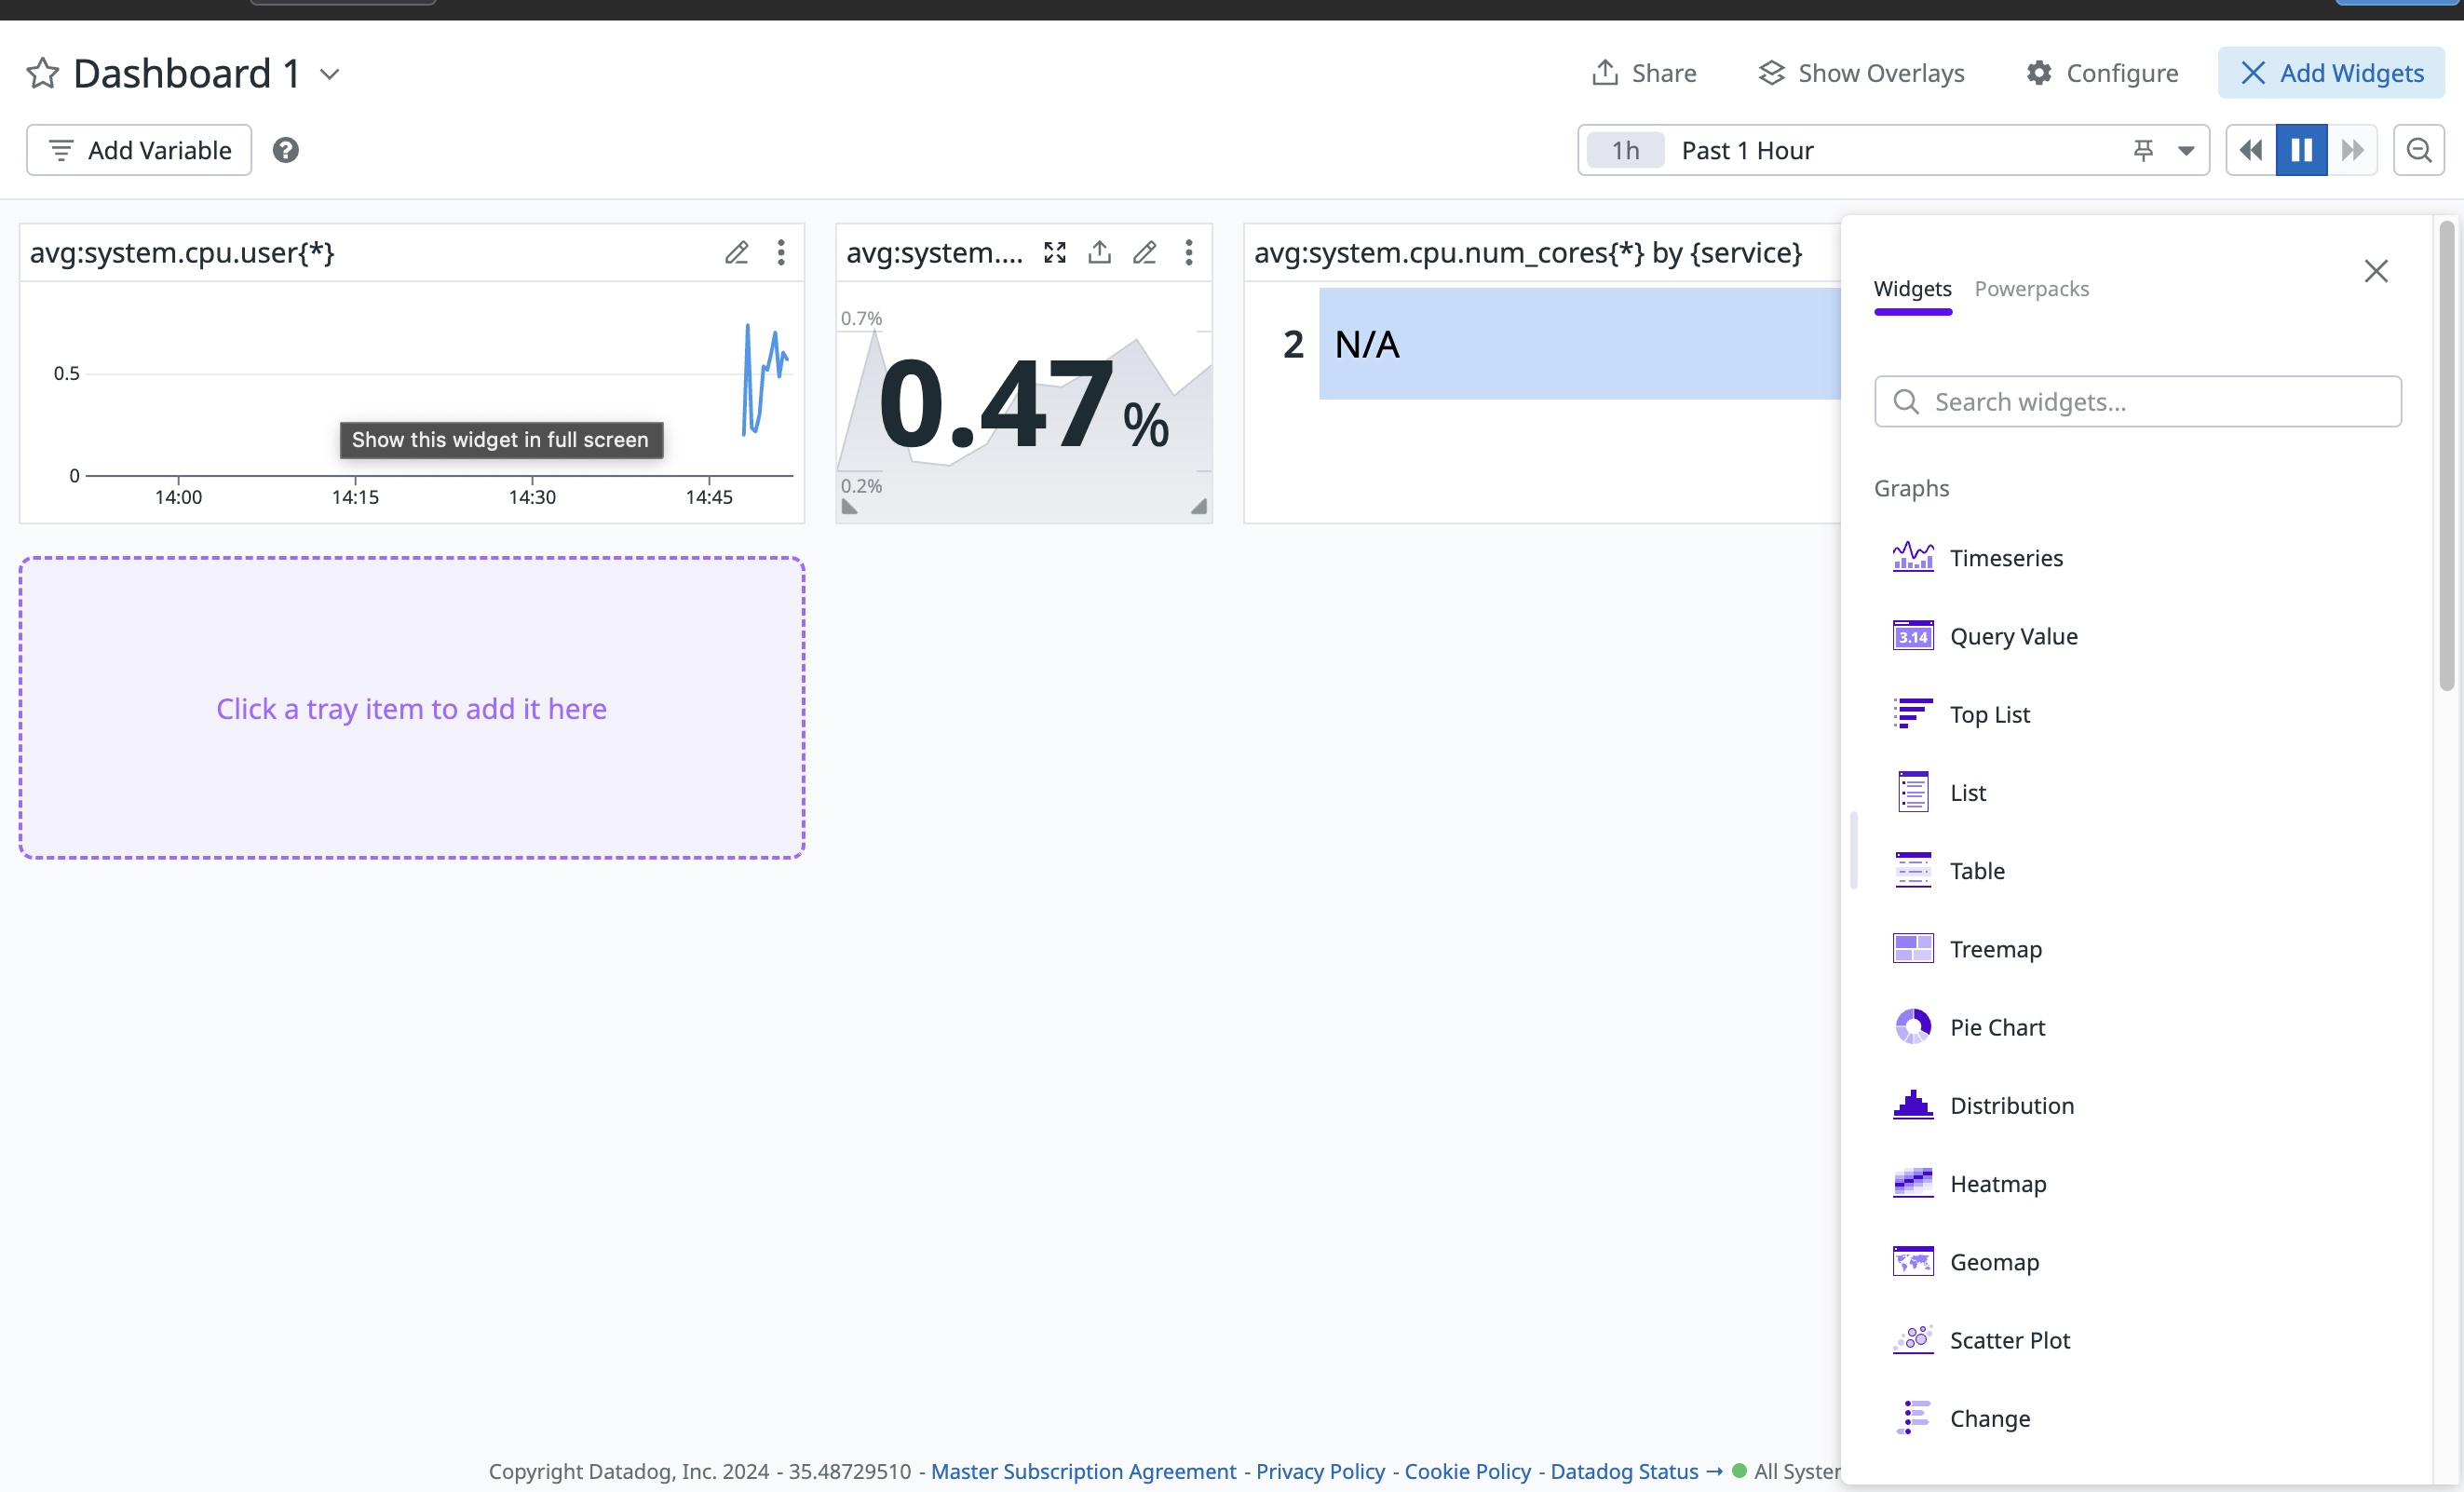 Dashboard 1
Share
Show Overlays
Configure
Add Widgets
Add Variable
?
1h Past 1 Hour
avg:system.cpu.user{*}
0.5
0
14:00 14:15 14:30 14:45
Show this widget in full screen
avg:system....
0.7%
0.47%
0.2%
avg:system.cpu.num_cores{*} by {service}
2 N/A
Click a tray item to add it here
Widgets Powerpacks
Search widgets...
Graphs
Timeseries
3.14 Query Value
Top List
List
Table
Treemap
Pie Chart
Distribution
Heatmap
Geomap
Scatter Plot
Change
Copyright Datadog, Inc. 2024 - 35.48729510 - Master Subscription Agreement - Privacy Policy - Cookie Policy - Datadog Status → All Syster